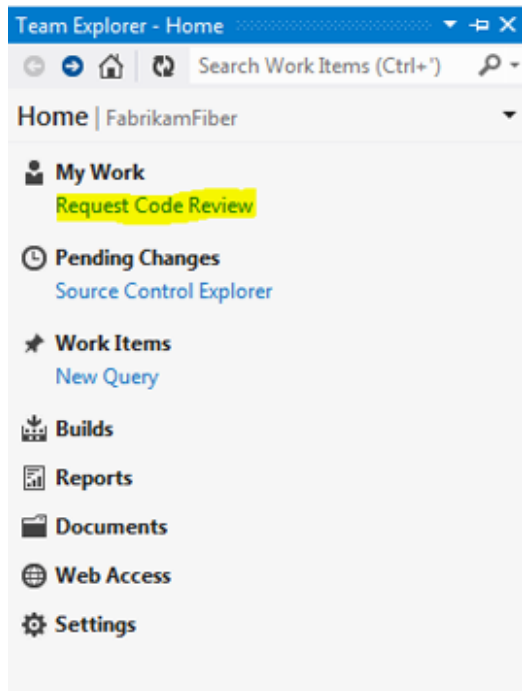 Team Explorer - Home
Search Work Items (Ctrl+')
Home | FabrikamFiber
My Work
Request Code Review
Pending Changes
Source Control Explorer
Work Items
New Query
Builds
Reports
Documents
Web Access
Settings